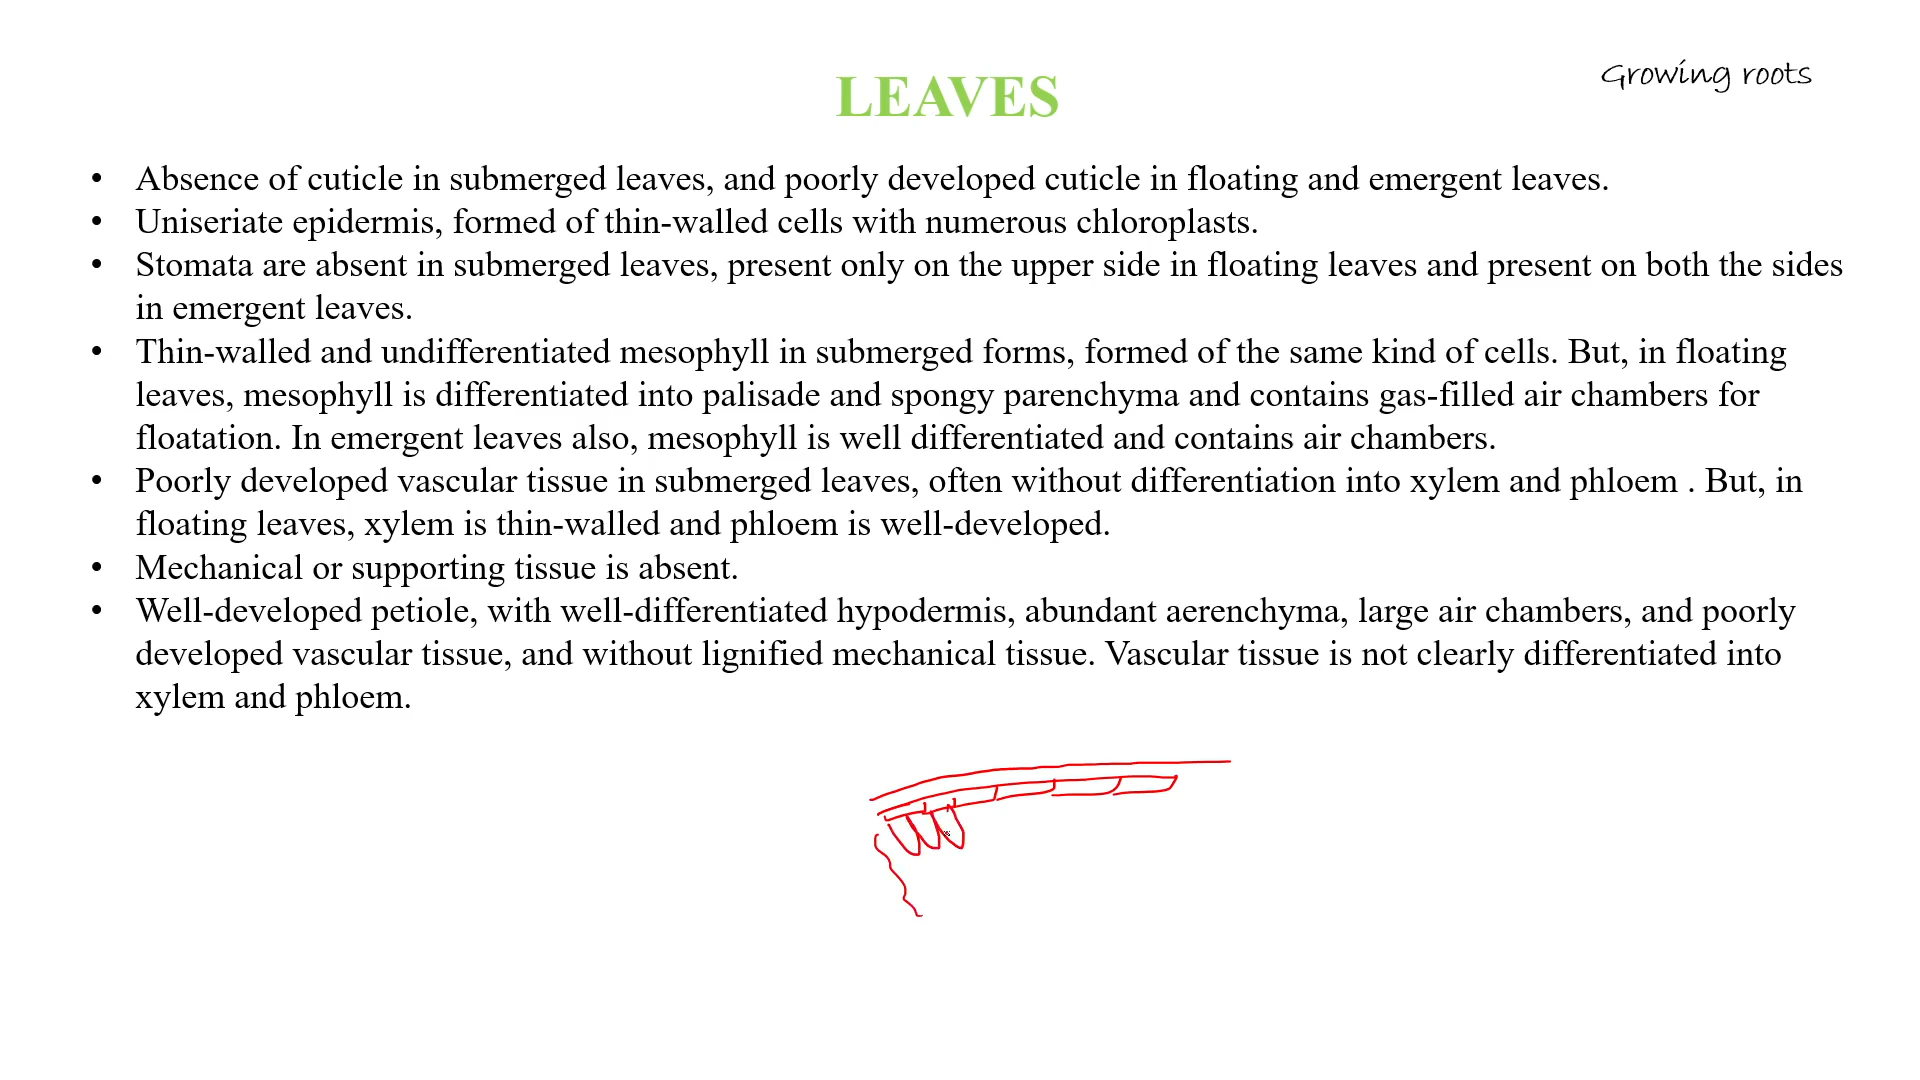 Growing roots
LEAVES
• Absence of cuticle in submerged leaves, and poorly developed cuticle in floating and emergent leaves.
• Uniseriate epidermis, formed of thin-walled cells with numerous chloroplasts.
• Stomata are absent in submerged leaves, present only on the upper side in floating leaves and present on both the sides
in emergent leaves.
• Thin-walled and undifferentiated mesophyll in submerged forms, formed of the same kind of cells. But, in floating
leaves, mesophyll is differentiated into palisade and spongy parenchyma and contains gas-filled air chambers for
floatation. In emergent leaves also, mesophyll is well differentiated and contains air chambers.
• Poorly developed vascular tissue in submerged leaves, often without differentiation into xylem and phloem . But, in
floating leaves, xylem is thin-walled and phloem is well-developed.
• Mechanical or supporting tissue is absent.
• Well-developed petiole, with well-differentiated hypodermis, abundant aerenchyma, large air chambers, and poorly
developed vascular tissue, and without lignified mechanical tissue. Vascular tissue is not clearly differentiated into
xylem and phloem.